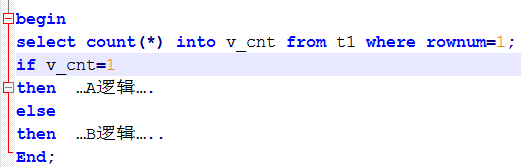 begin
select count(*) into v_cnt from t1 where rownum=1;
if v_cnt=1
then  …A逻辑….
else
then  …B逻辑…..
End;